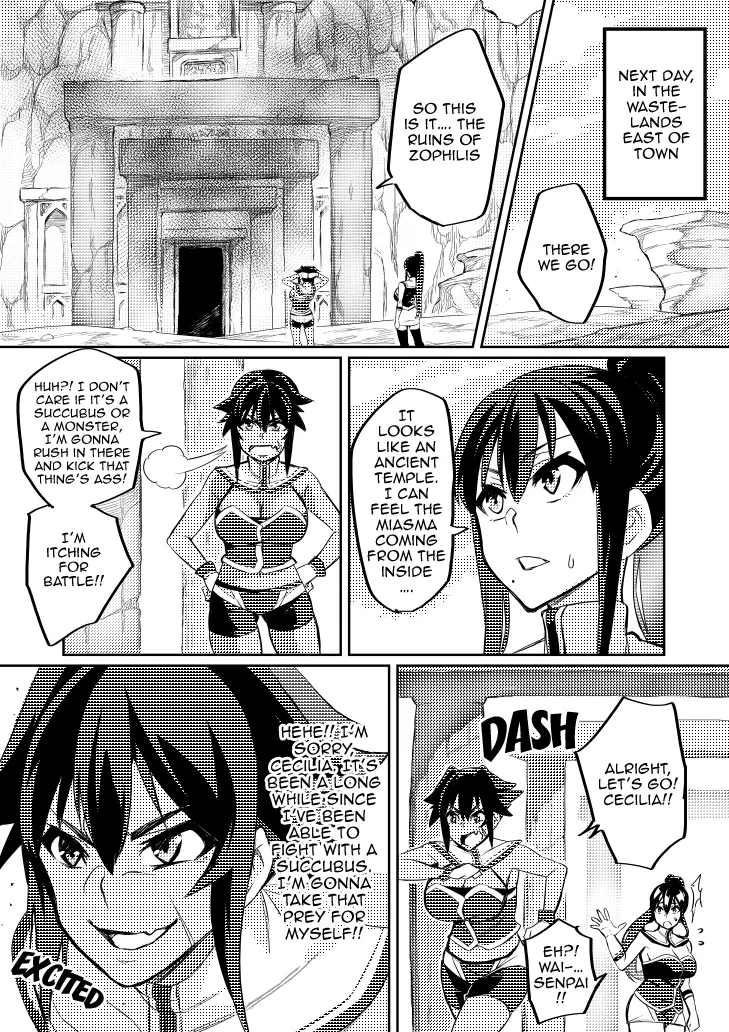 NEXT DAY,
IN THE
WASTE-
LANDS
EAST OF
TOWN
THERE
WE GO!
SO THIS
IS IT.... THE
RUINS OF
ZOPHILIS
IT
LOOKS
LIKE AN
ANCIENT
TEMPLE.
I CAN
FEEL THE
MIASMA
COMING
FROM THE
INSIDE
....
HUH?! I DON'T
CARE IF IT'S A
SUCCUBUS OR
A MONSTER,
I'M GONNA
RUSH IN THERE
AND KICK THAT
THING'S ASS!
I'M
ITCHING
FOR
BATTLE!!
ALRIGHT,
LET'S GO!
CECILIA!!
DASH
EH?!
WAI-...
SENPAI
!!
HEHE!! I'M
SORRY,
CECILIA, IT'S
BEEN A LONG
WHILE SINCE
I'VE BEEN
ABLE TO
FIGHT WITH A
SUCCUBUS.
I'M GONNA
TAKE THAT
PREY FOR
MYSELF!!
EXCITED